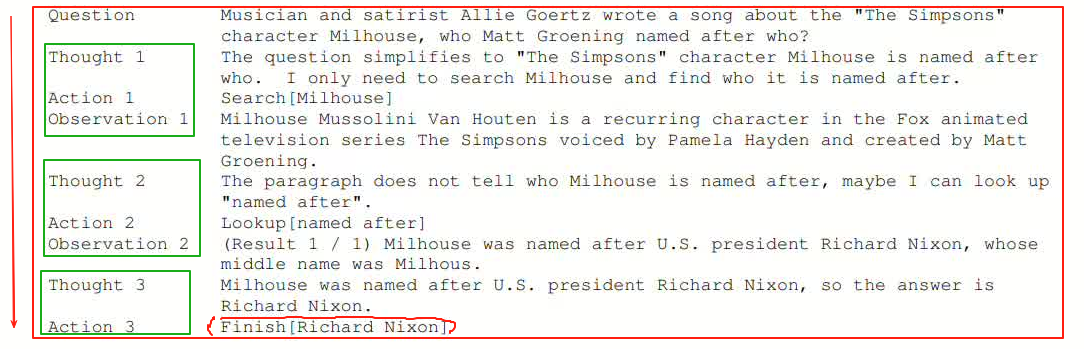 Question Musician and satirist Allie Goertz wrote a song about the "The Simpsons"
character Milhouse, who Matt Groening named after who?
Thought 1 The question simplifies to "The Simpsons" character Milhouse is named after
who. I only need to search Milhouse and find who it is named after.
Action 1 Search[Milhouse]
Observation 1 Milhouse Mussolini Van Houten is a recurring character in the Fox animated
television series The Simpsons voiced by Pamela Hayden and created by Matt
Groening.
Thought 2 The paragraph does not tell who Milhouse is named after, maybe I can look up
"named after".
Action 2 Lookup[named after]
Observation 2 (Result 1 / 1) Milhouse was named after U.S. president Richard Nixon, whose
middle name was Milhous.
Thought 3 Milhouse was named after U.S. president Richard Nixon, so the answer is
Richard Nixon.
Action 3 Finish[Richard Nixon]